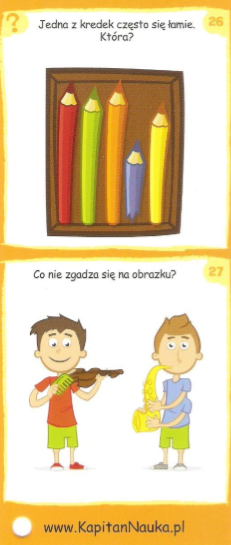 ?
Jedna z kredek często się łamie.
Która?
26
Co nie zgadza się na obrazku?
27
www.KapitanNauka.pl